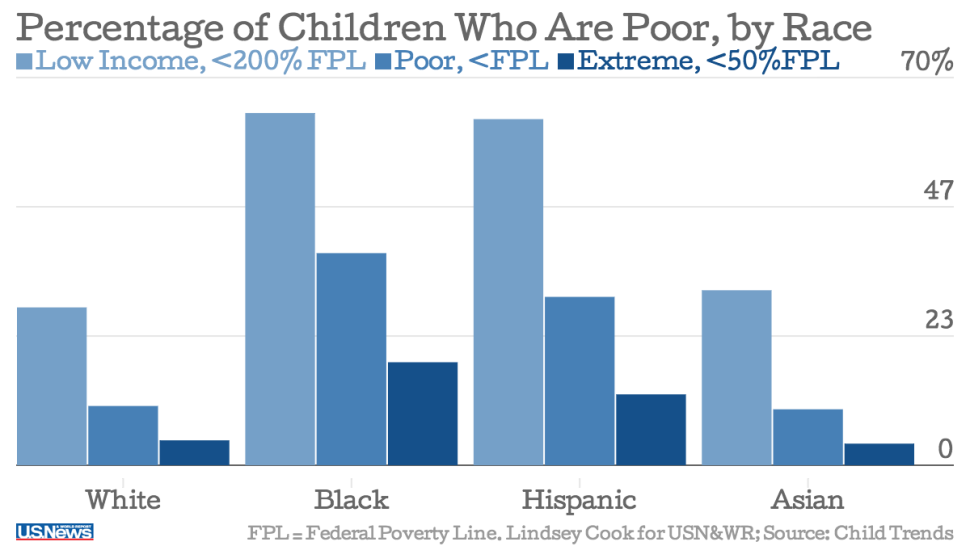 Percentage of Children Who Are Poor, by Race
Low Income, <200% FPL Poor, <FPL Extreme, <50%FPL 70%
47
23
0
White Black Hispanic Asian
U.S.News FPL = Federal Poverty Line. Lindsey Cook for USN&WR; Source: Child Trends